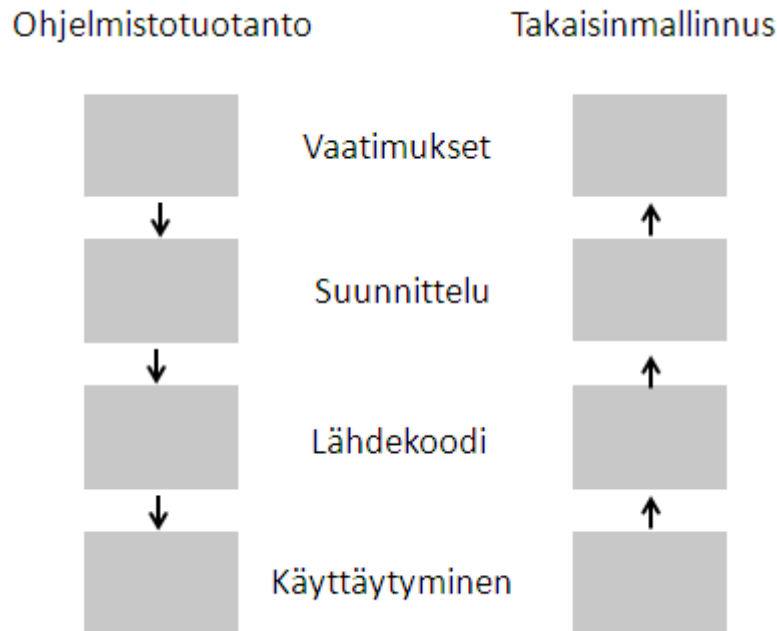 Ohjelmistotuotanto
Takaisinmallinnus
Vaatimukset
Suunnittelu
Lähdekoodi
Käyttäytyminen